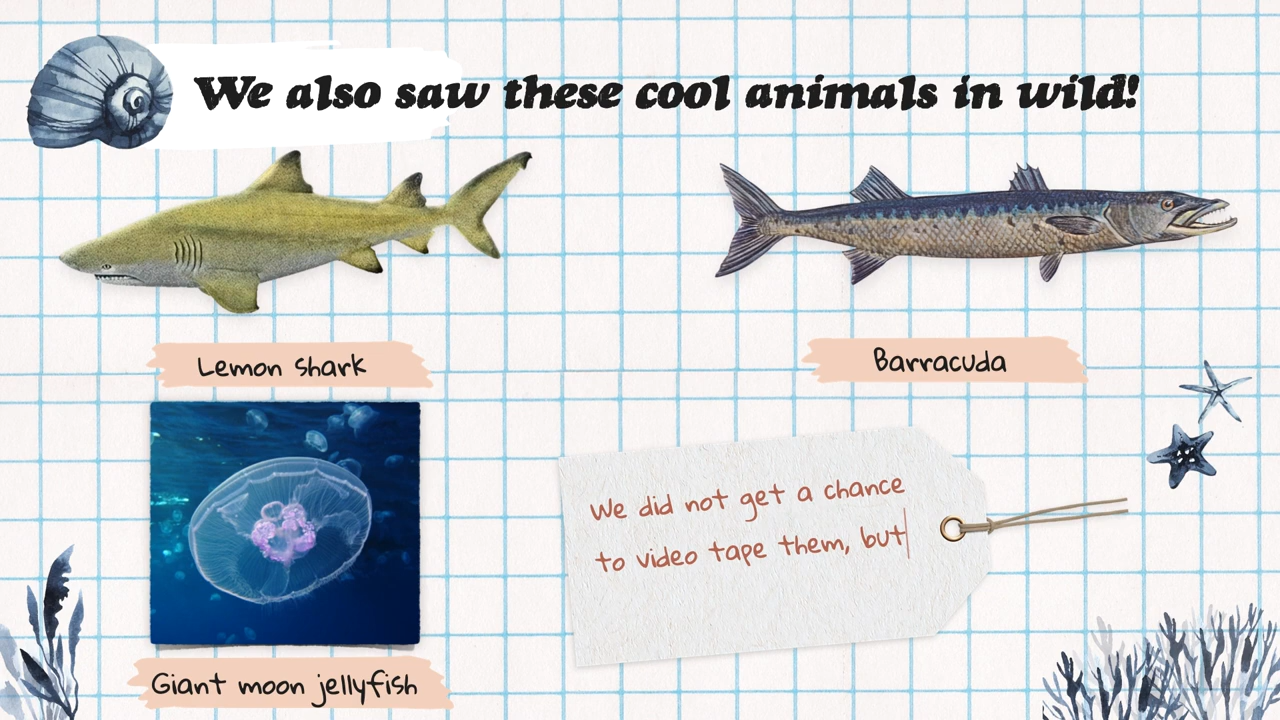 We also saw these cool animals in wild!
Lemon shark
Barracuda
We did not get a chance
to video tape them, but
Giant moon jellyfish